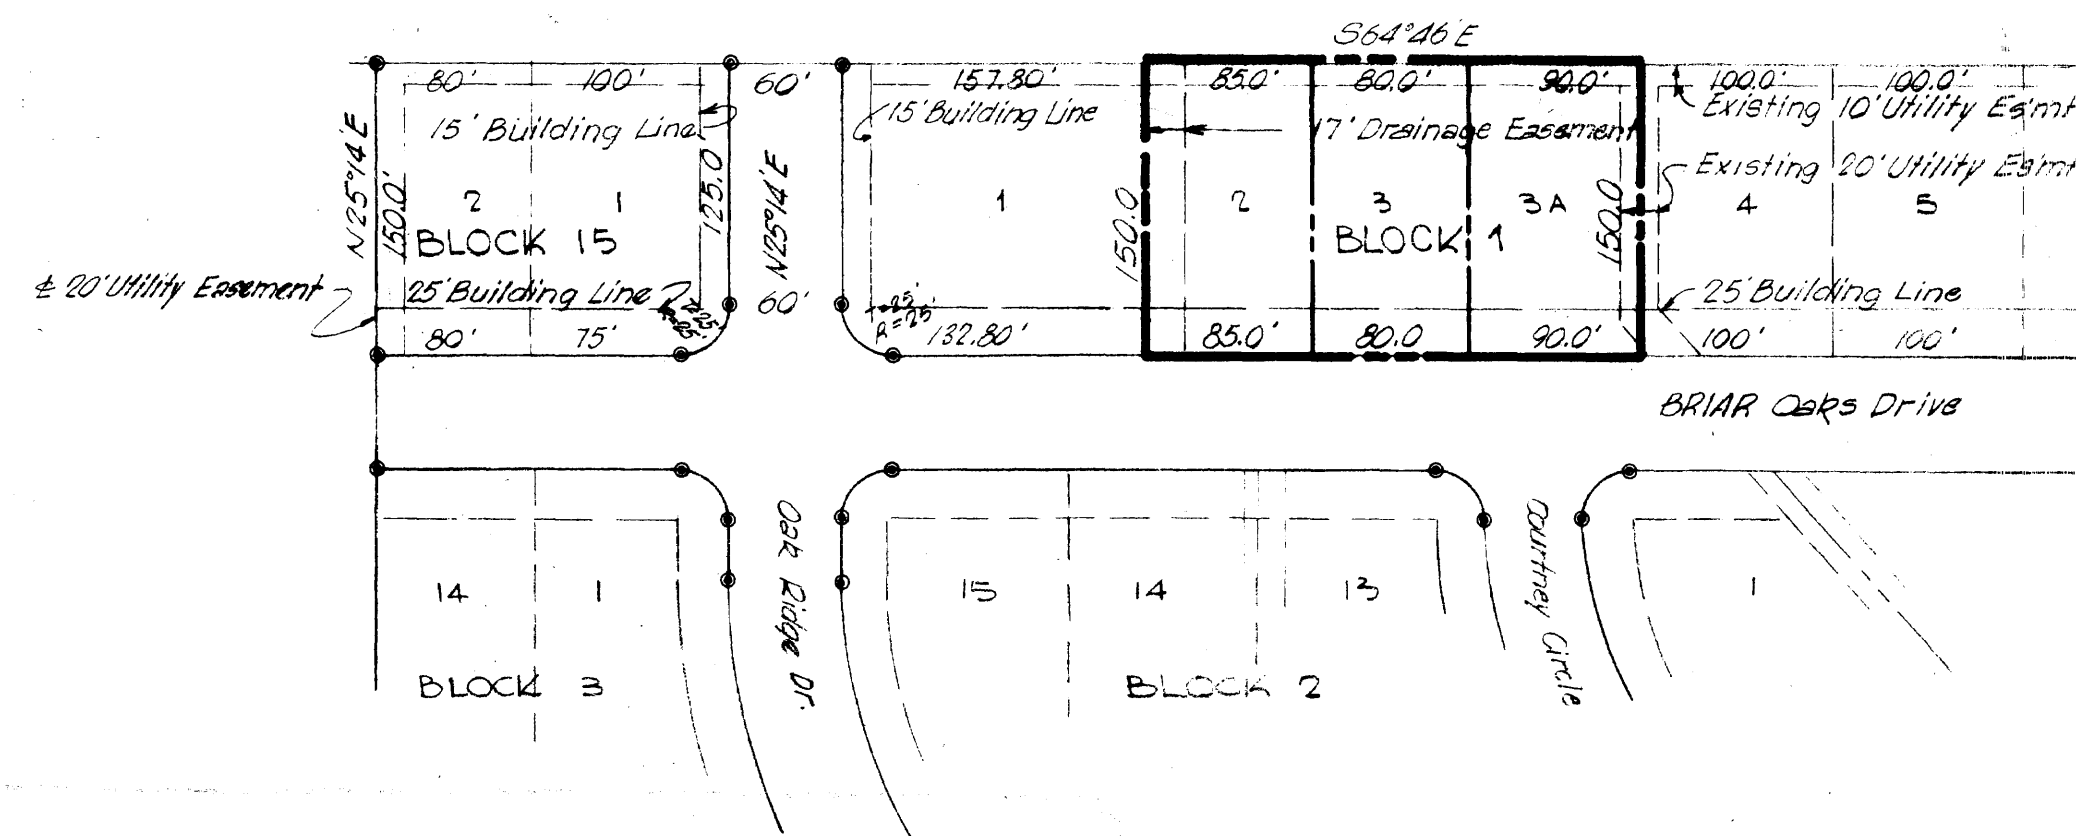 S64°46'E
80' 100' 60' 157.80' 85.0' 80.0' 90.0' 100.0' 100.0'
15' Building Line
15' Building Line
17' Drainage Easement
Existing 10' Utility Es'mt
Existing 20' Utility Es'mt
N25°14'E
150.0'
125.0
N25°14'E
150.0
150.0
2 1 1 2 3 3A 4 5
BLOCK 15
BLOCK 1
℄ 20' Utility Easement
25' Building Line
60'
25' Building Line
R=25'
80' 75' 132.80' 85.0' 80.0 90.0' 100' 100'
BRIAR Oaks Drive
Oak Ridge Dr.
Courtney Circle
14 1 15 14 13 1
BLOCK 3
BLOCK 2